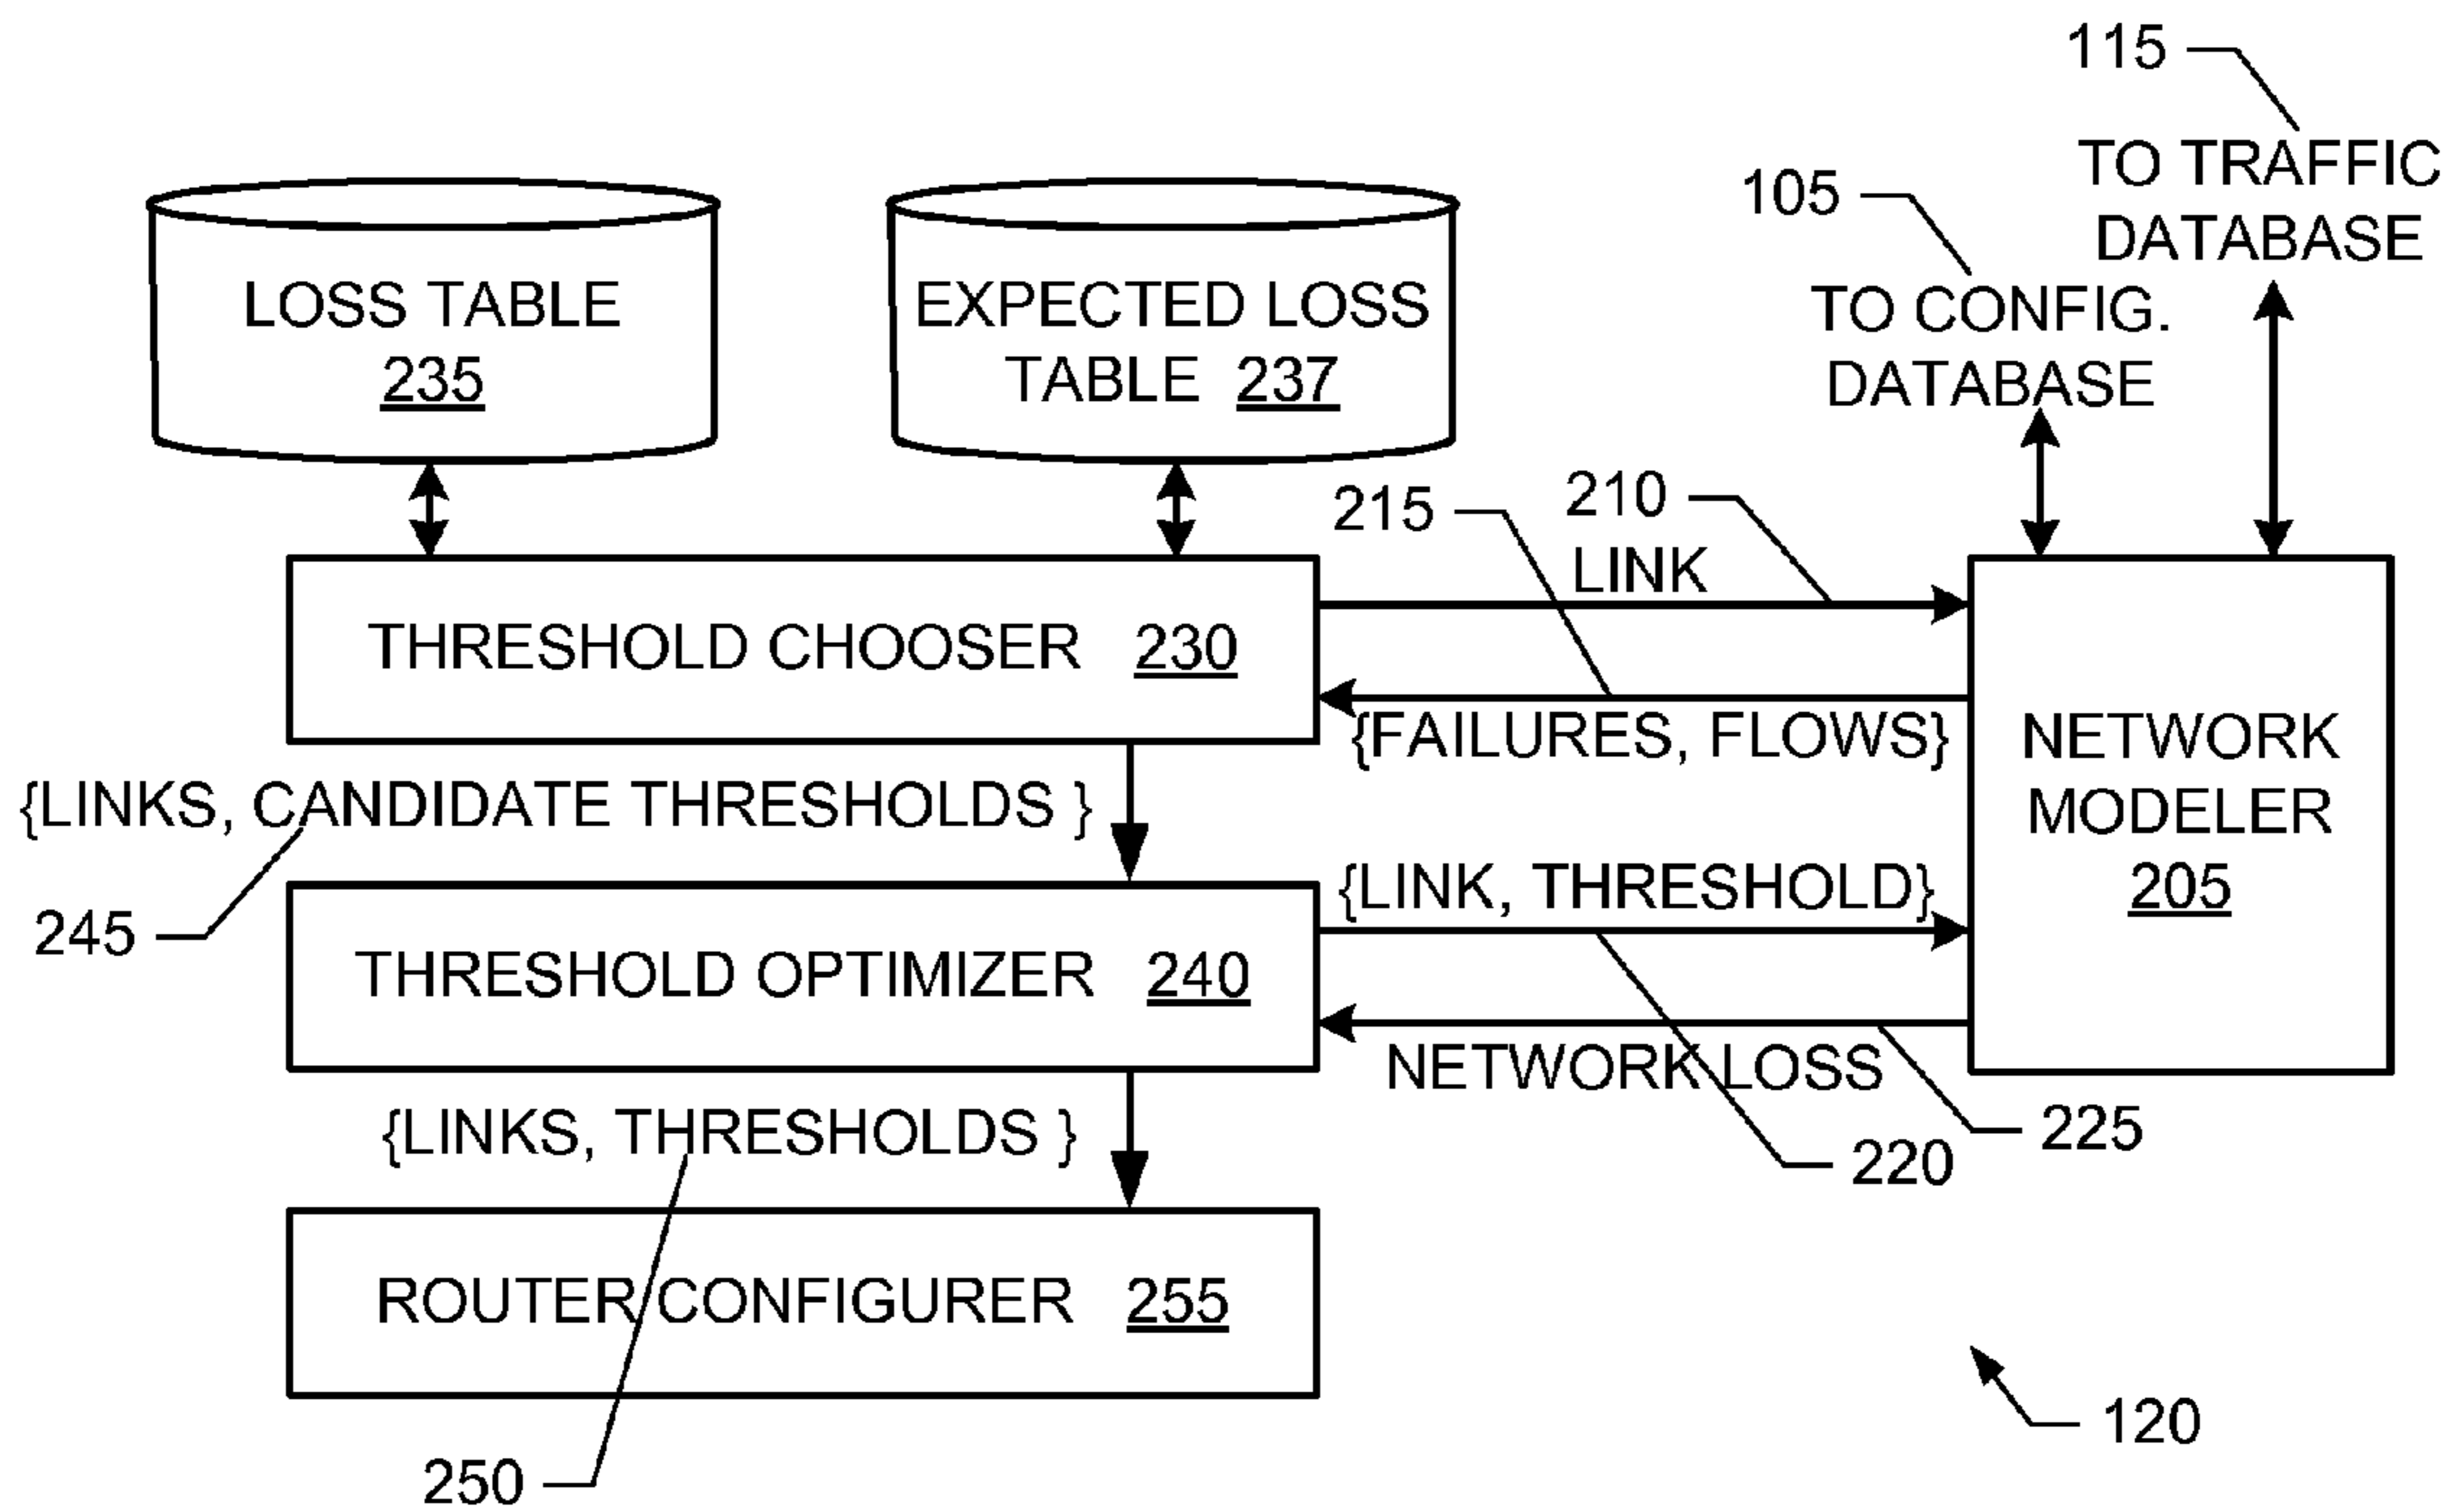 115
TO TRAFFIC
DATABASE
105
TO CONFIG.
DATABASE
LOSS TABLE
235
EXPECTED LOSS
TABLE 237
215
210
LINK
THRESHOLD CHOOSER 230
{FAILURES, FLOWS}
NETWORK
MODELER
205
{LINKS, CANDIDATE THRESHOLDS }
245
{LINK, THRESHOLD}
THRESHOLD OPTIMIZER 240
NETWORK LOSS
225
220
{LINKS, THRESHOLDS }
ROUTER CONFIGURER 255
250
120